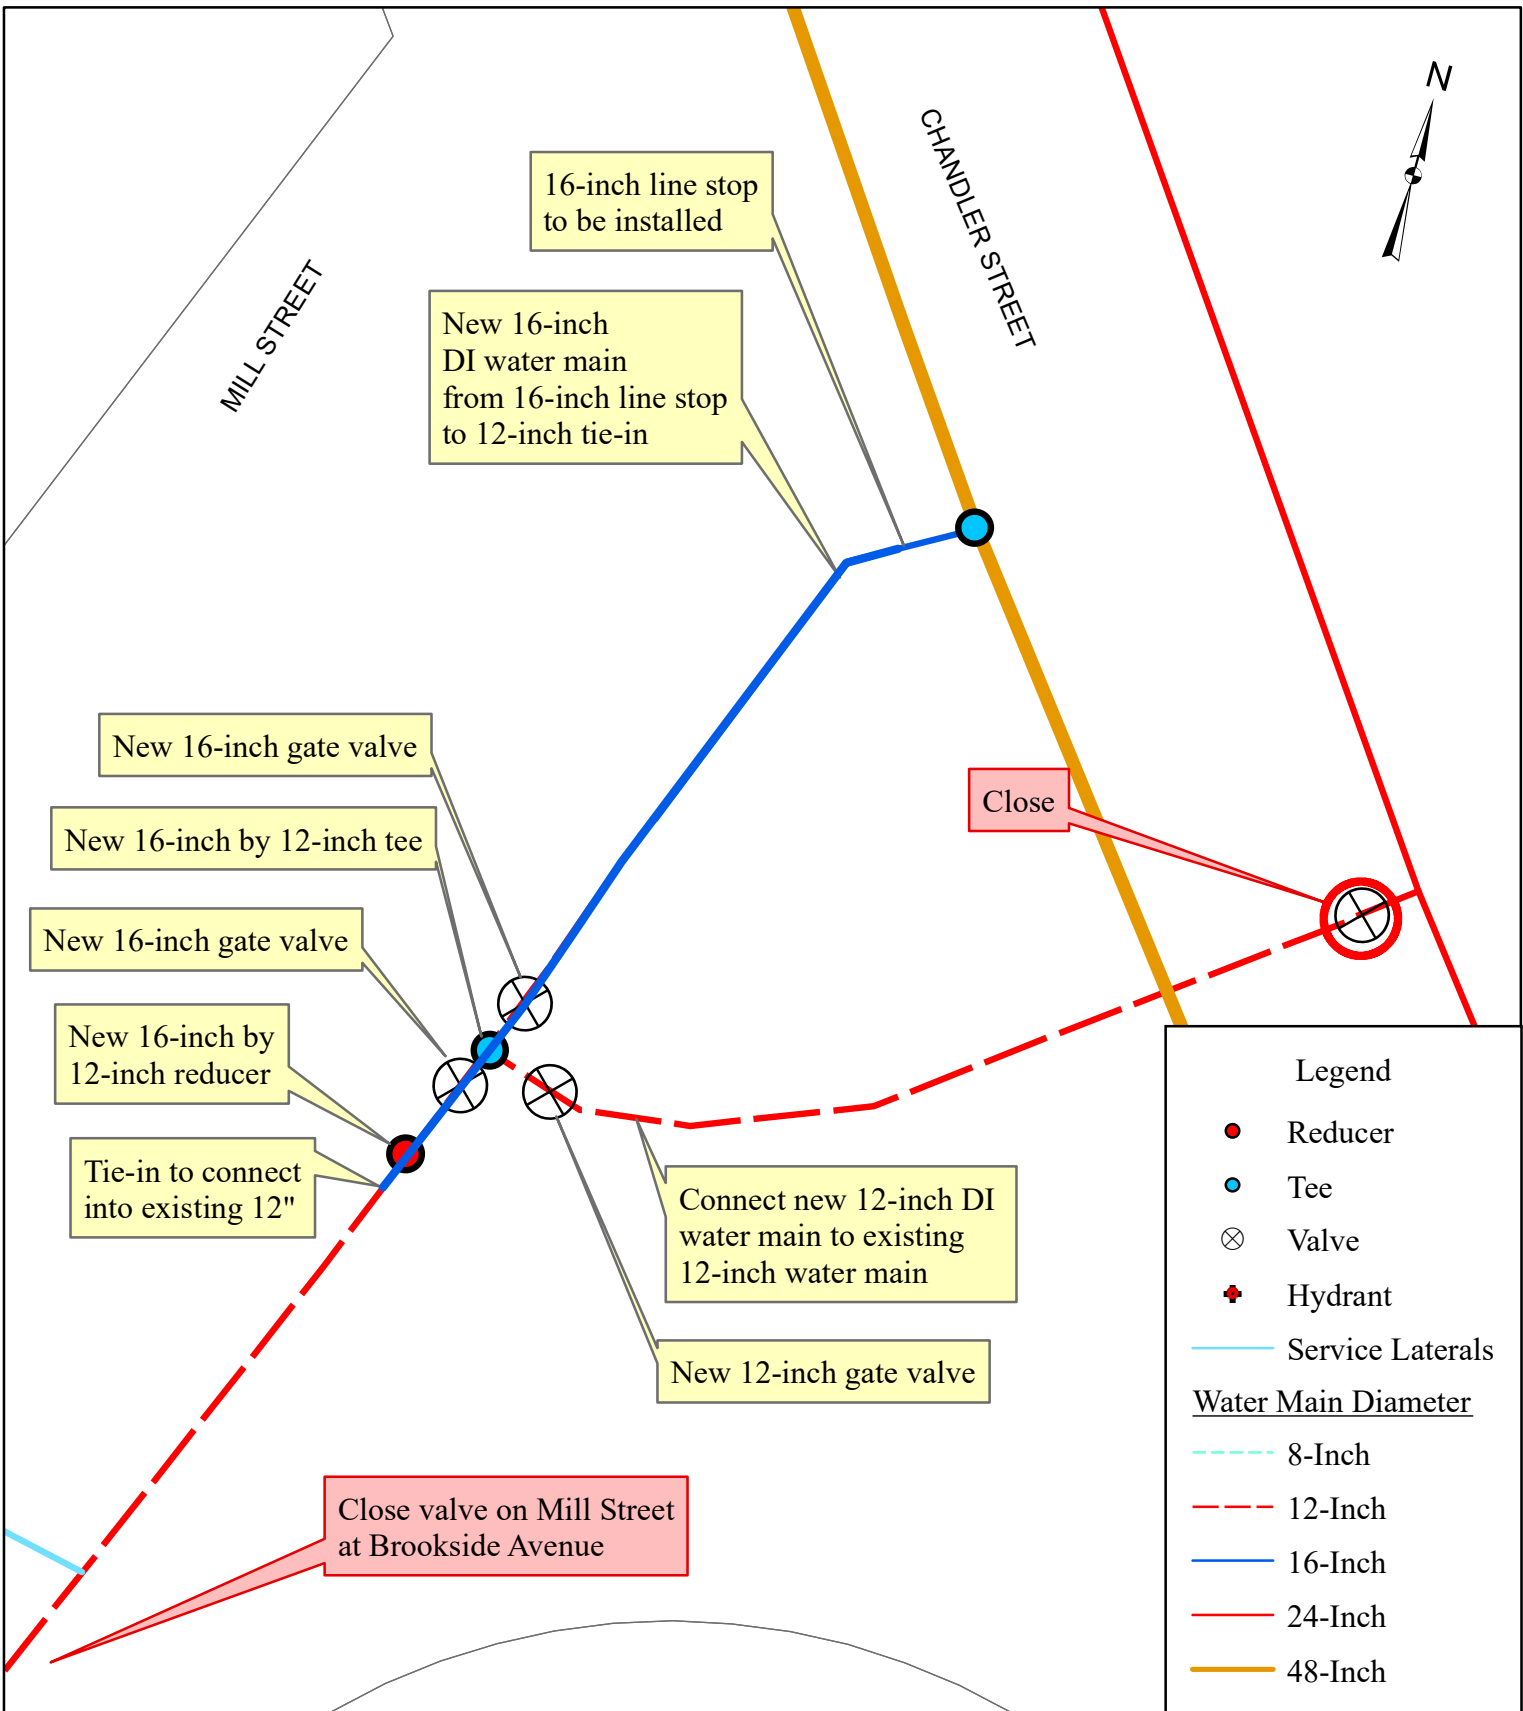 N
CHANDLER STREET
16-inch line stop
to be installed
MILL STREET
New 16-inch
DI water main
from 16-inch line stop
to 12-inch tie-in
New 16-inch gate valve
Close
New 16-inch by 12-inch tee
New 16-inch gate valve
New 16-inch by
12-inch reducer
Tie-in to connect
into existing 12"
Connect new 12-inch DI
water main to existing
12-inch water main
New 12-inch gate valve
Close valve on Mill Street
at Brookside Avenue
Legend
Reducer
Tee
Valve
Hydrant
Service Laterals
Water Main Diameter
8-Inch
12-Inch
16-Inch
24-Inch
48-Inch